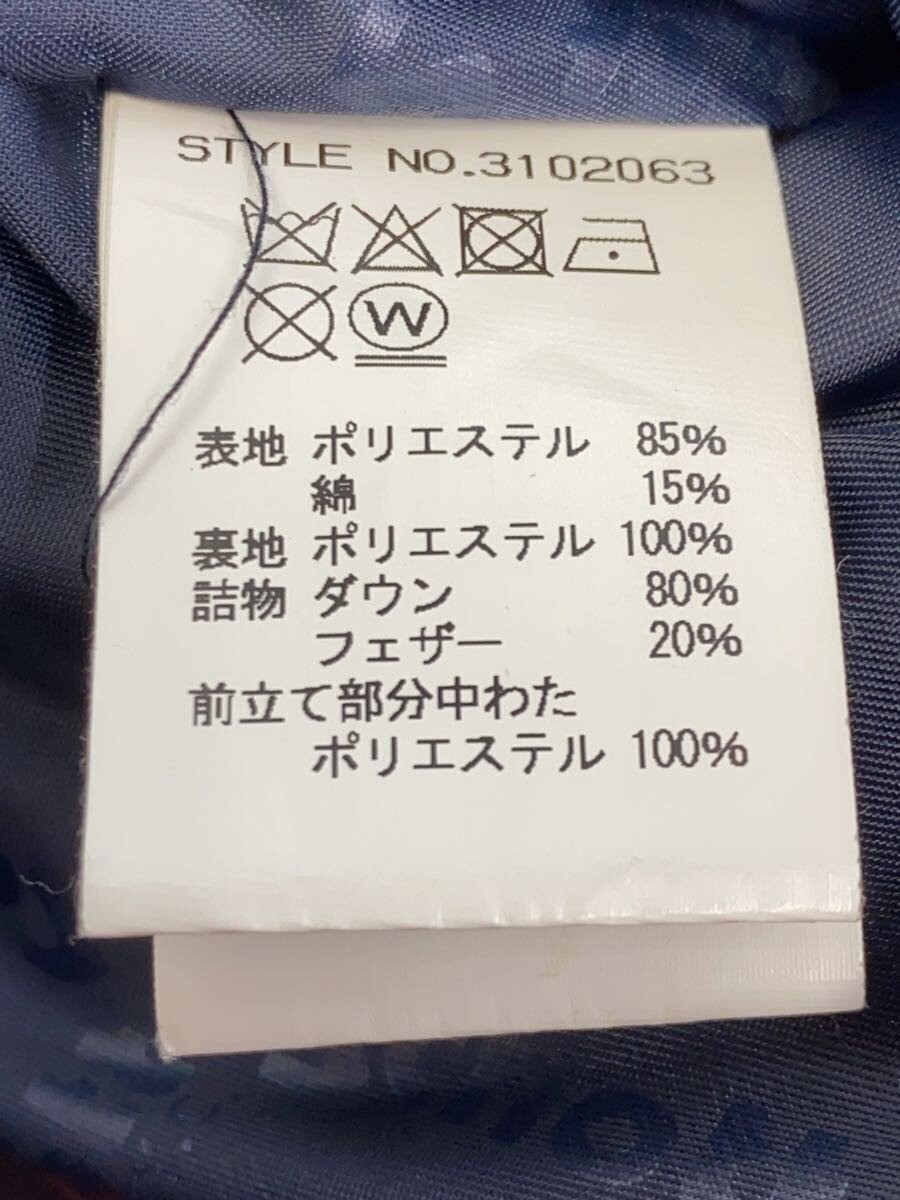 STYLE NO.3102063
W
表地 ポリエステル 85%
綿 15%
裏地 ポリエステル 100%
詰物 ダウン 80%
フェザー 20%
前立て部分中わた
ポリエステル 100%